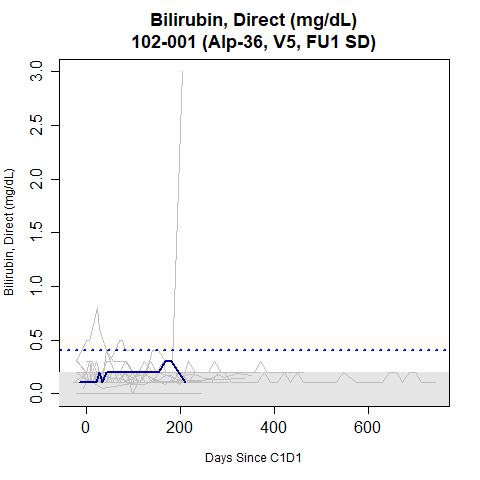 Bilirubin, Direct (mg/dL)
102-001 (Alp-36, V5, FU1 SD)
Bilirubin, Direct (mg/dL)
3.0
2.5
2.0
1.5
1.0
0.5
0.0
0 200 400 600
Days Since C1D1